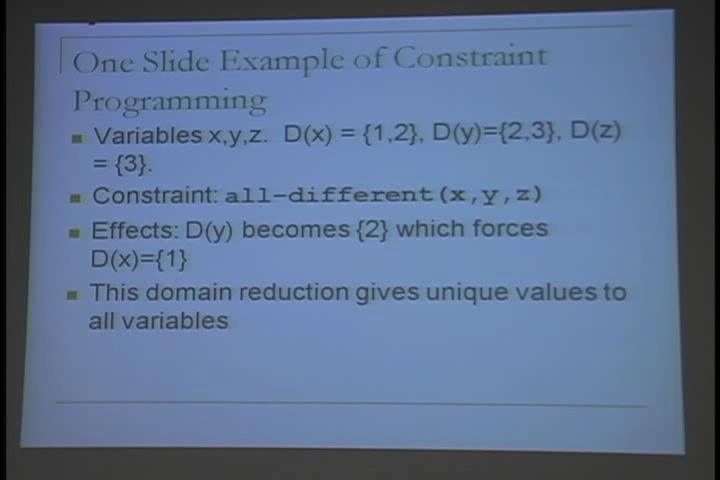 One Slide Example of Constraint
Programming
Variables x,y,z. D(x) = {1,2}, D(y)={2,3}, D(z)
= {3}.
Constraint: all-different(x,y,z)
Effects: D(y) becomes {2} which forces
D(x)={1}
This domain reduction gives unique values to
all variables